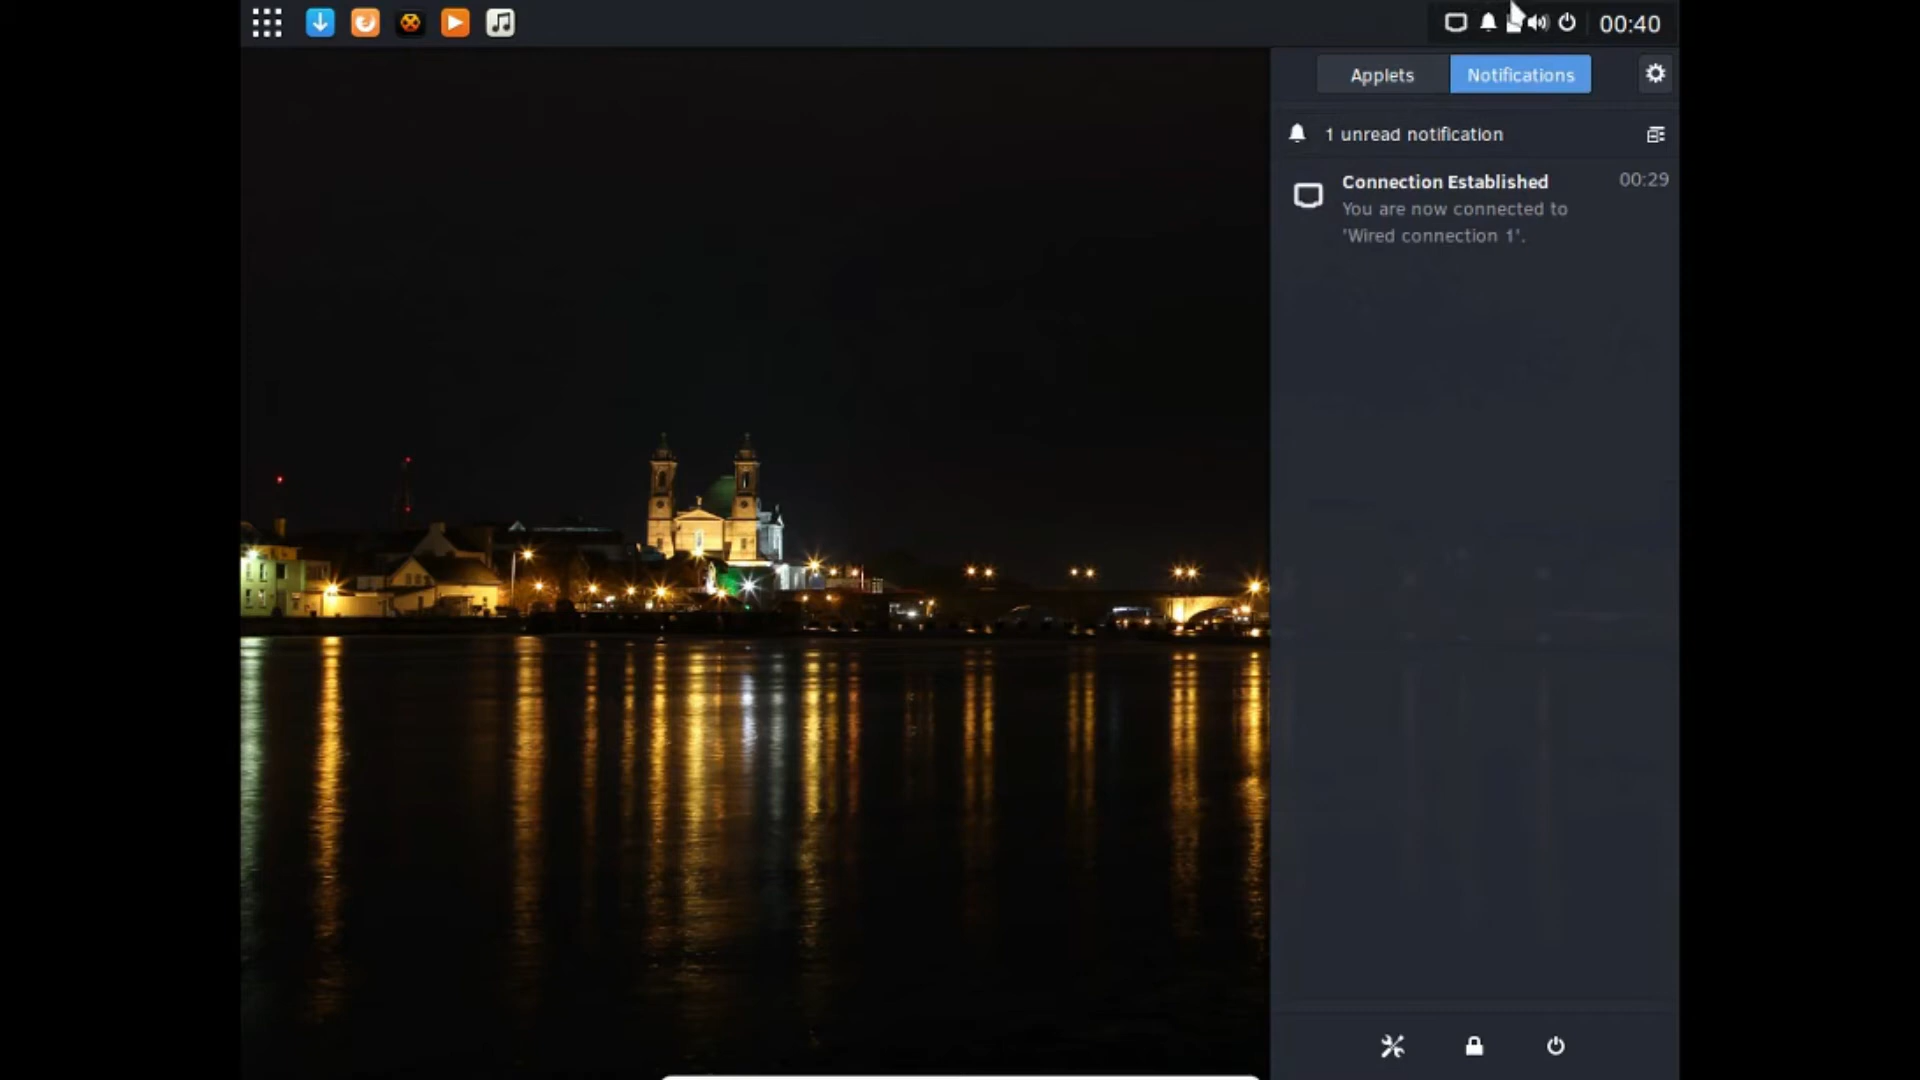 00:40
Applets
Notifications
1 unread notification
Connection Established
00:29
You are now connected to
'Wired connection 1'.